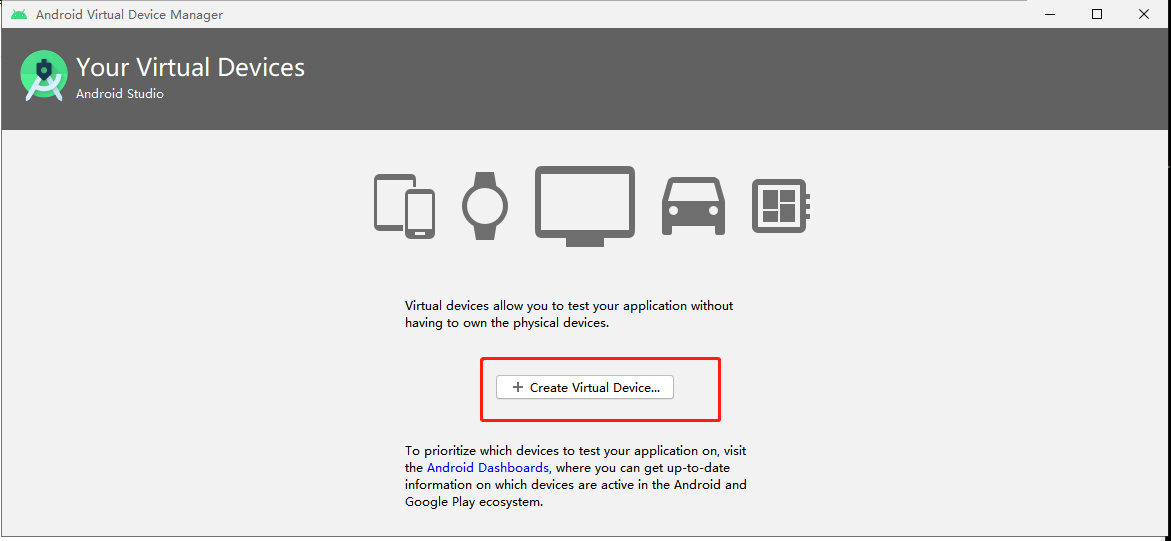 Android Virtual Device Manager
Your Virtual Devices
Android Studio
Virtual devices allow you to test your application without
having to own the physical devices.
+ Create Virtual Device...
To prioritize which devices to test your application on, visit
the Android Dashboards, where you can get up-to-date
information on which devices are active in the Android and
Google Play ecosystem.